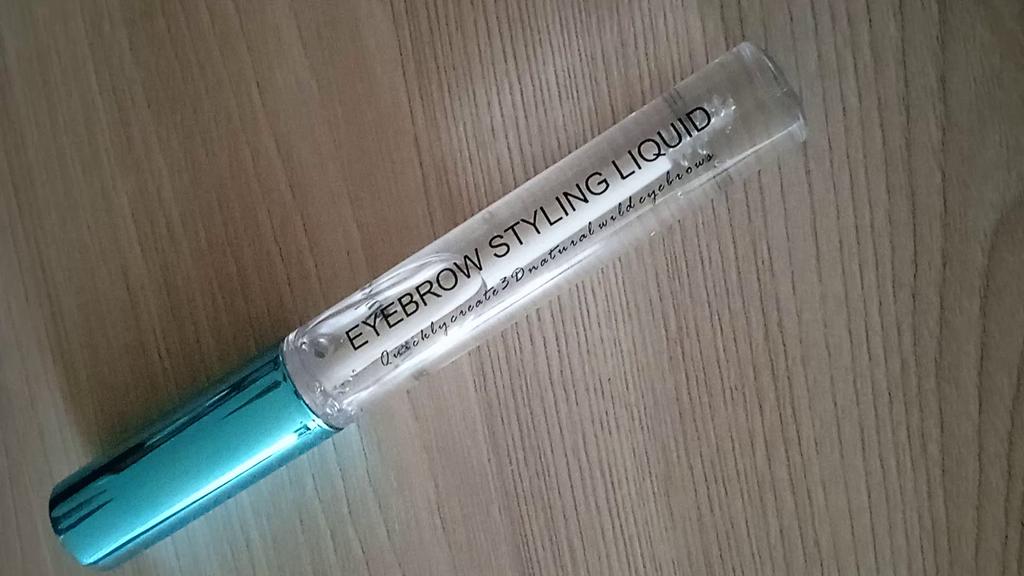 EYEBROW STYLING LIQUID
Quickly create 3D natural wild eyebrows